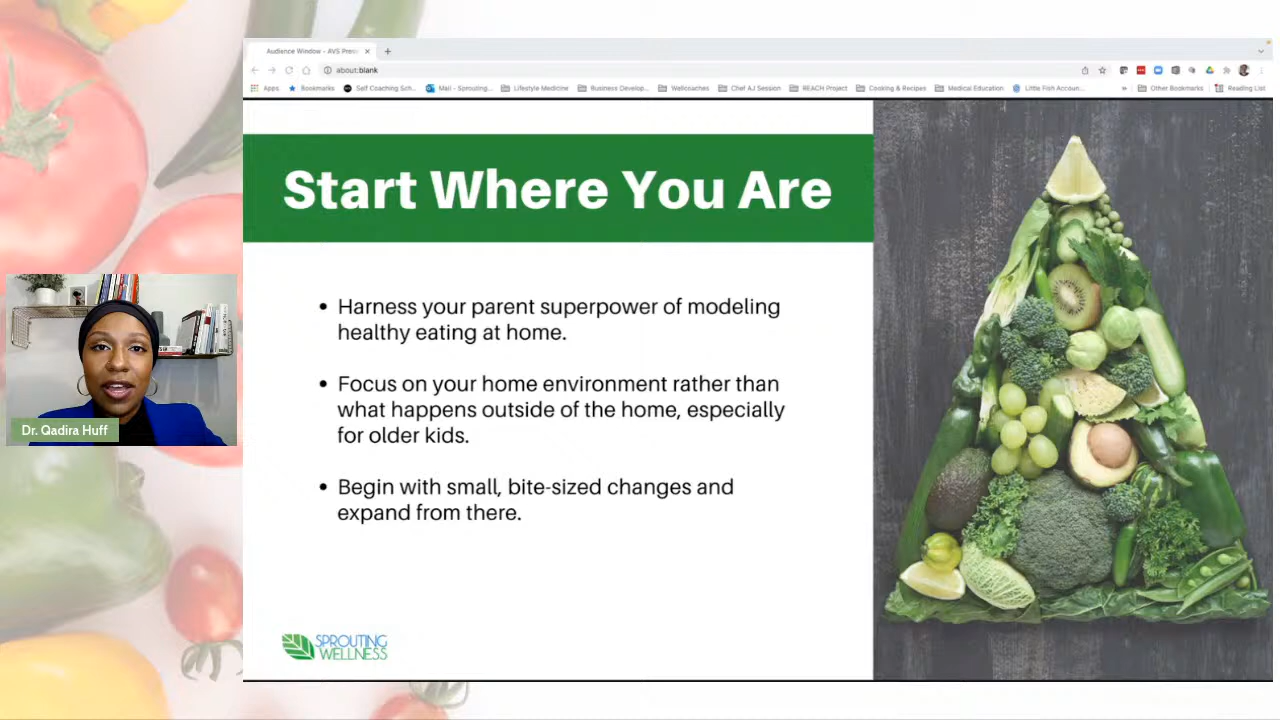 Audience Window - AVS Prese
about:blank
Apps
Bookmarks
Self Coaching Sch...
Mail - Sprouting...
Lifestyle Medicine
Business Develop...
Wellcoaches
Chef AJ Session
REACH Project
Cooking & Recipes
Medical Education
Little Fish Accoun...
»
Other Bookmarks
Reading List
Start Where You Are
• Harness your parent superpower of modeling
healthy eating at home.
• Focus on your home environment rather than
what happens outside of the home, especially
for older kids.
• Begin with small, bite-sized changes and
expand from there.
Dr. Qadira Huff
SPROUTING
WELLNESS